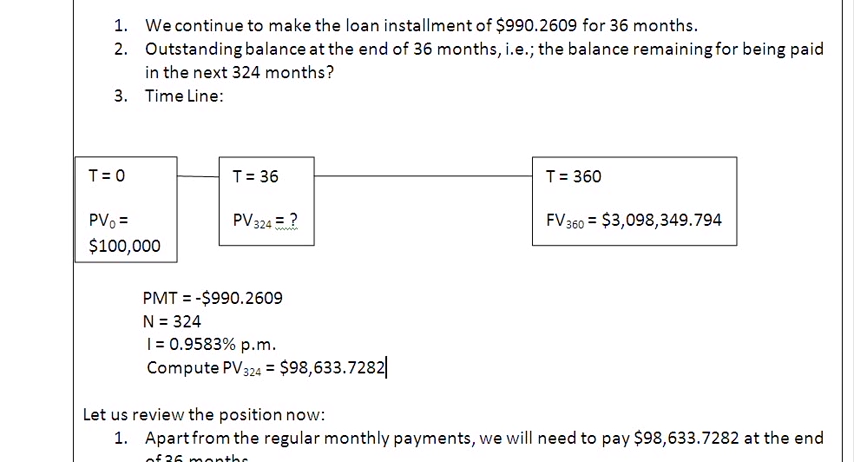 1. We continue to make the loan installment of $990.2609 for 36 months.
2. Outstanding balance at the end of 36 months, i.e.; the balance remaining for being paid
in the next 324 months?
3. Time Line:
T = 0
T = 36
T = 360
PV0 =
PV324 = ?
FV360 = $3,098,349.794
$100,000
PMT = -$990.2609
N = 324
I = 0.9583% p.m.
Compute PV324 = $98,633.7282
Let us review the position now:
1. Apart from the regular monthly payments, we will need to pay $98,633.7282 at the end
of 36 months